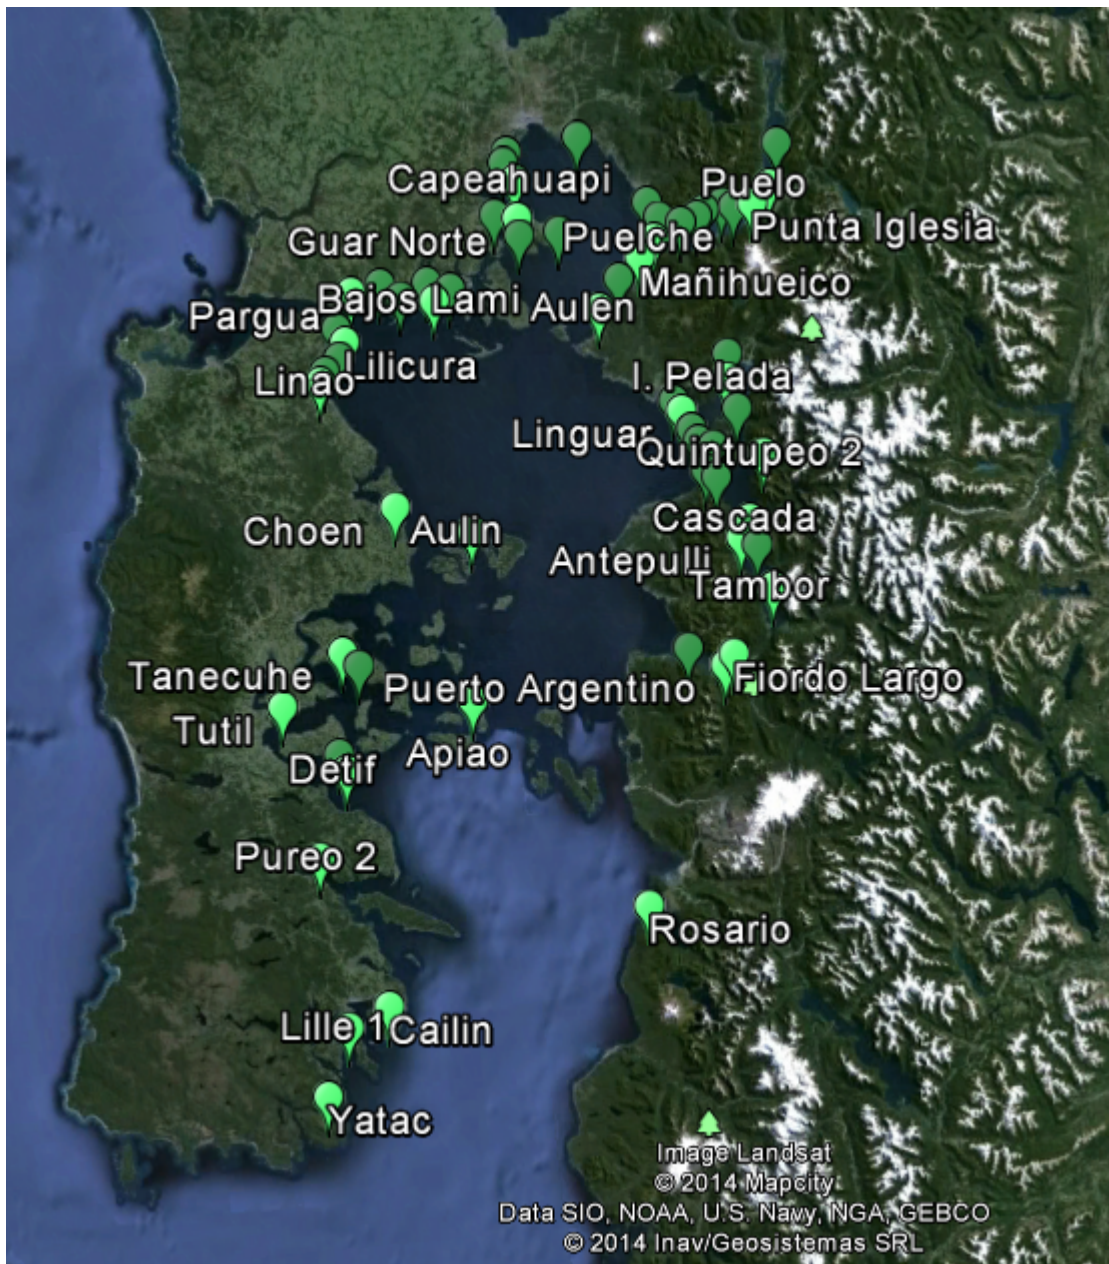 Capeahuapi
Puelo
Guar Norte
Puelche
Punta Iglesia
Bajos Lami
Mañihueico
Pargua
Aulen
Linao
Lilicura
I. Pelada
Linguar
Quintupeo 2
Choen
Aulin
Cascada
Antepulli
Tambor
Tanecuhe
Puerto Argentino
Fiordo Largo
Tutil
Apiao
Detif
Pureo 2
Rosario
Lille 1
Cailin
Yatac
Image Landsat
© 2014 Mapcity
Data SIO, NOAA, U.S. Navy, NGA, GEBCO
© 2014 Inav/Geosistemas SRL